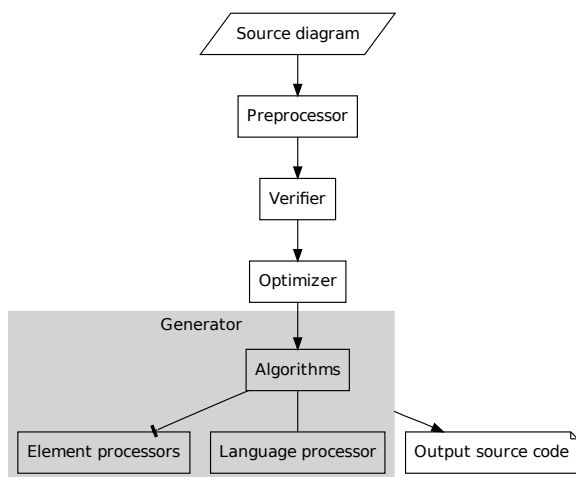 Source diagram
Preprocessor
Verifier
Optimizer
Generator
Algorithms
Element processors
Language processor
Output source code